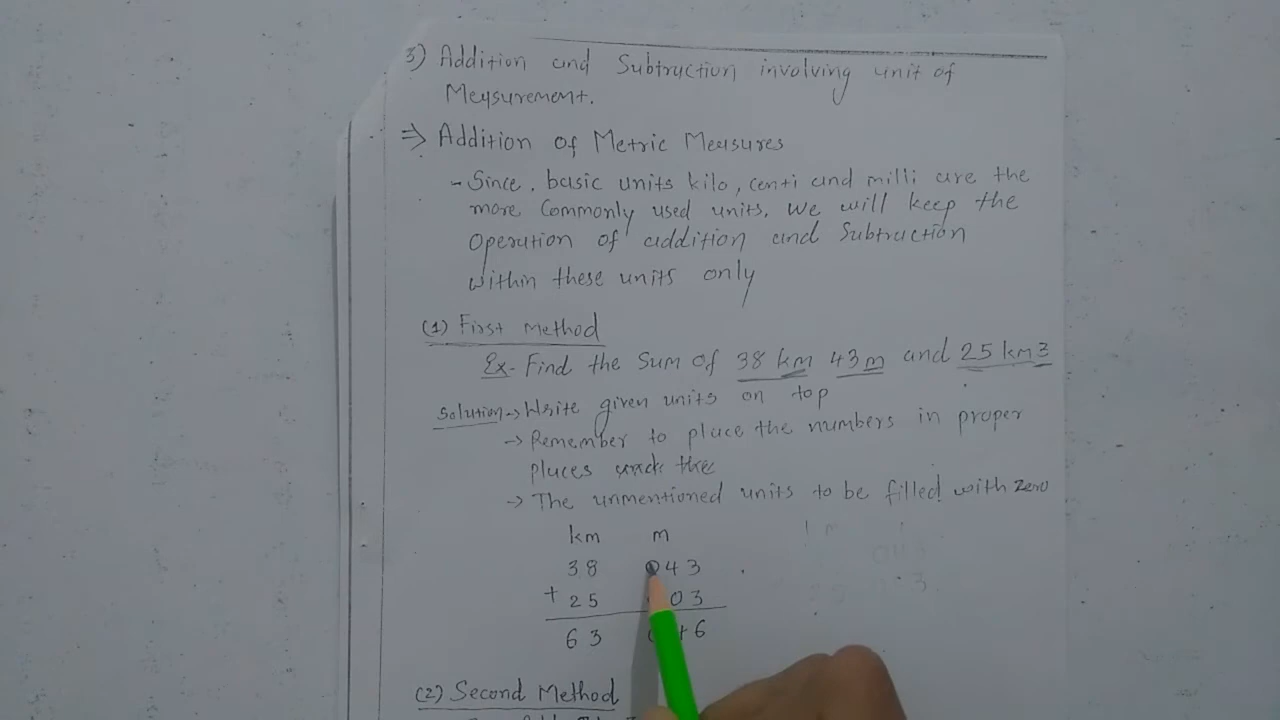 3) Addition and Subtruction involving unit of
Meysurement.
⇒ Addition of Metric Measures
- Since, basic units kilo, centi and milli are the
more commonly used units. We will keep the
Operation of addition and Subtruction
within these units only
(1) First Method
Ex- Find the sum of 38 km 43 m and 25 km 3
Solution → Write given units on top
→ Remember to place the numbers in proper
places
→ The unmentioned units to be filled with zero
km m
38 043
+ 25 03
63 6
(2) Second Method